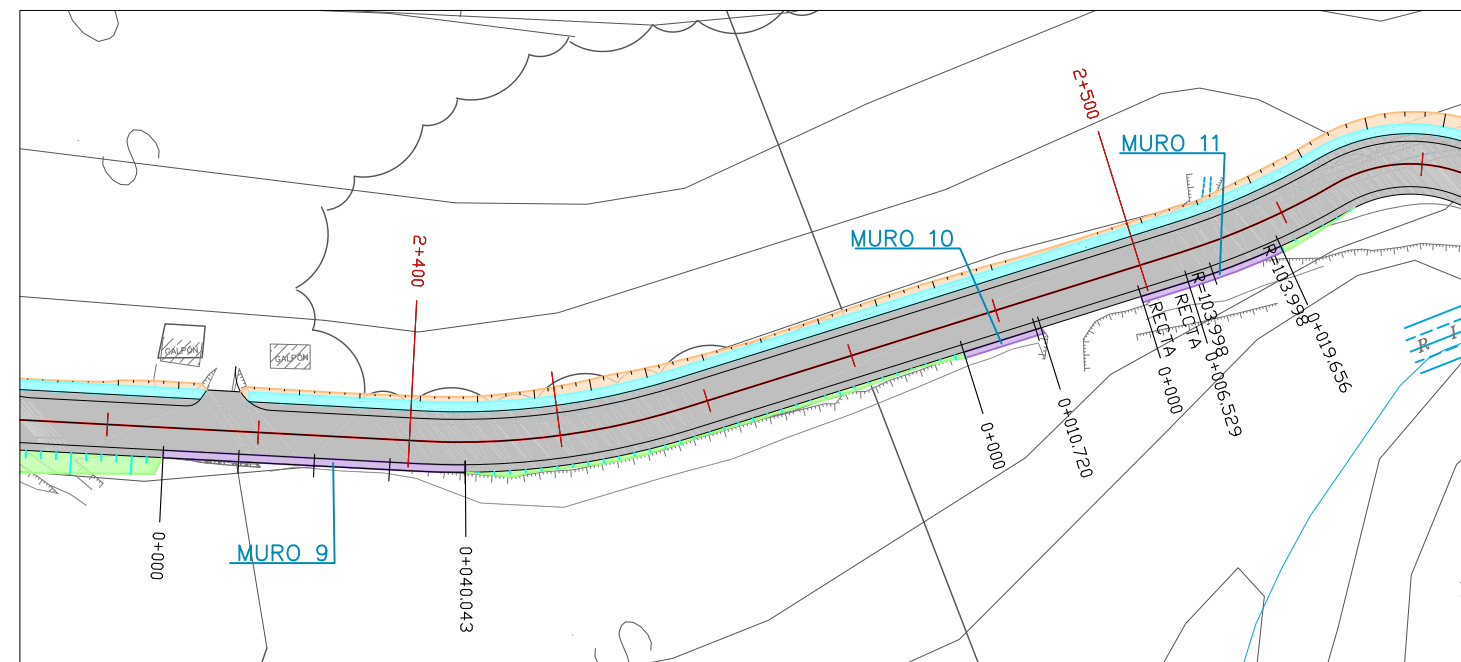 2+500
MURO 11
MURO 10
2+400
GALPON
GALPON
R=103.998
R=103.998
RECTA
RECTA
0+019.656
0+006.529
0+000
R I
0+010.720
0+000
MURO 9
0+000
0+040.043